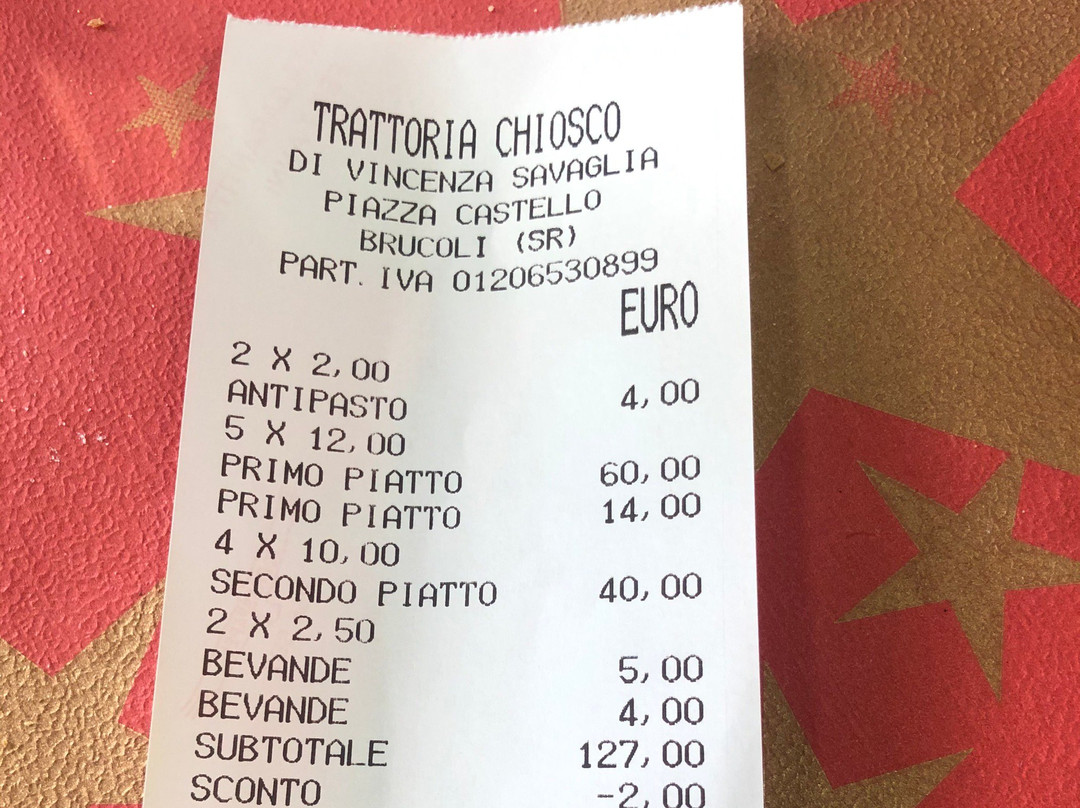 TRATTORIA CHIOSCO
DI VINCENZA SAVAGLIA
PIAZZA CASTELLO
BRUCOLI (SR)
PART. IVA 01206530899
EURO
2 X 2,00
ANTIPASTO 4,00
5 X 12,00
PRIMO PIATTO 60,00
PRIMO PIATTO 14,00
4 X 10,00
SECONDO PIATTO 40,00
2 X 2,50
BEVANDE 5,00
BEVANDE 4,00
SUBTOTALE 127,00
SCONTO -2,00